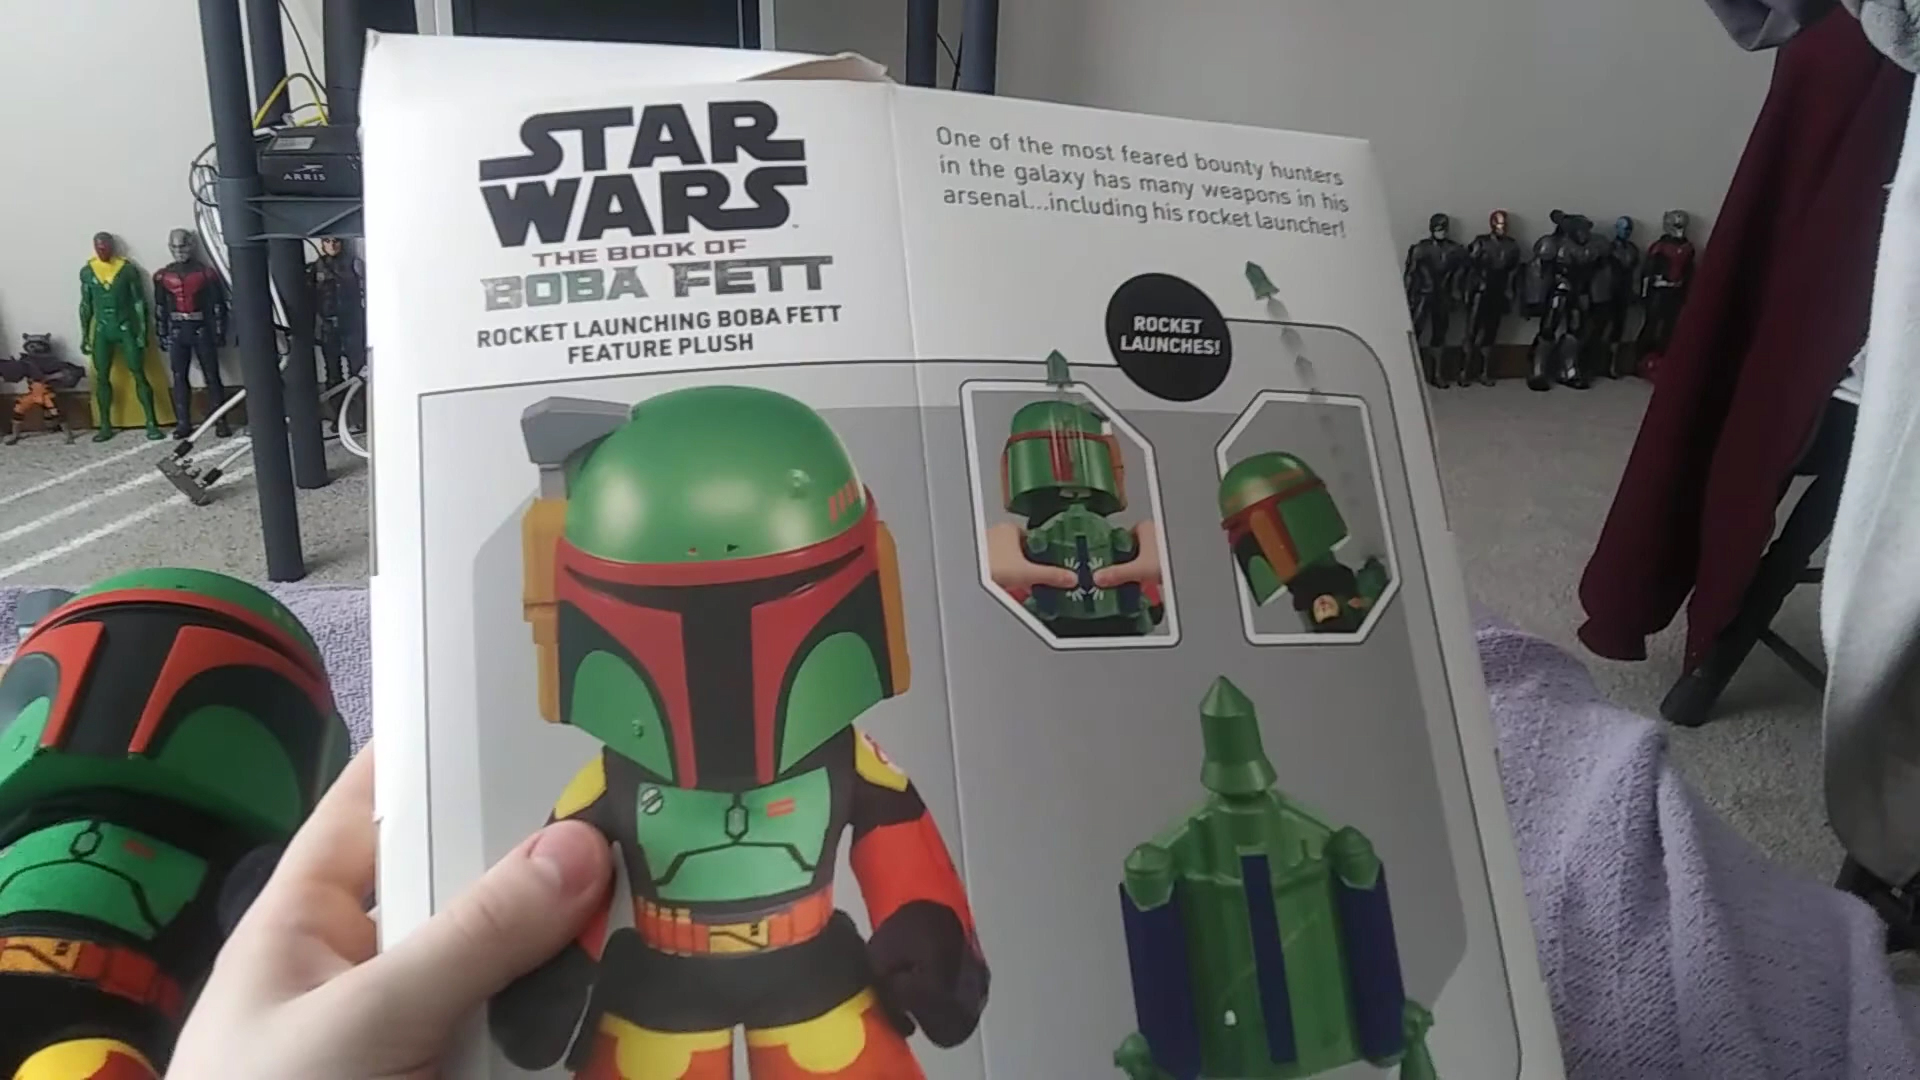 STAR
WARS
THE BOOK OF
BOBA FETT
ROCKET LAUNCHING BOBA FETT
FEATURE PLUSH
One of the most feared bounty hunters
in the galaxy has many weapons in his
arsenal...including his rocket launcher!
ROCKET
LAUNCHES!
ARRIS